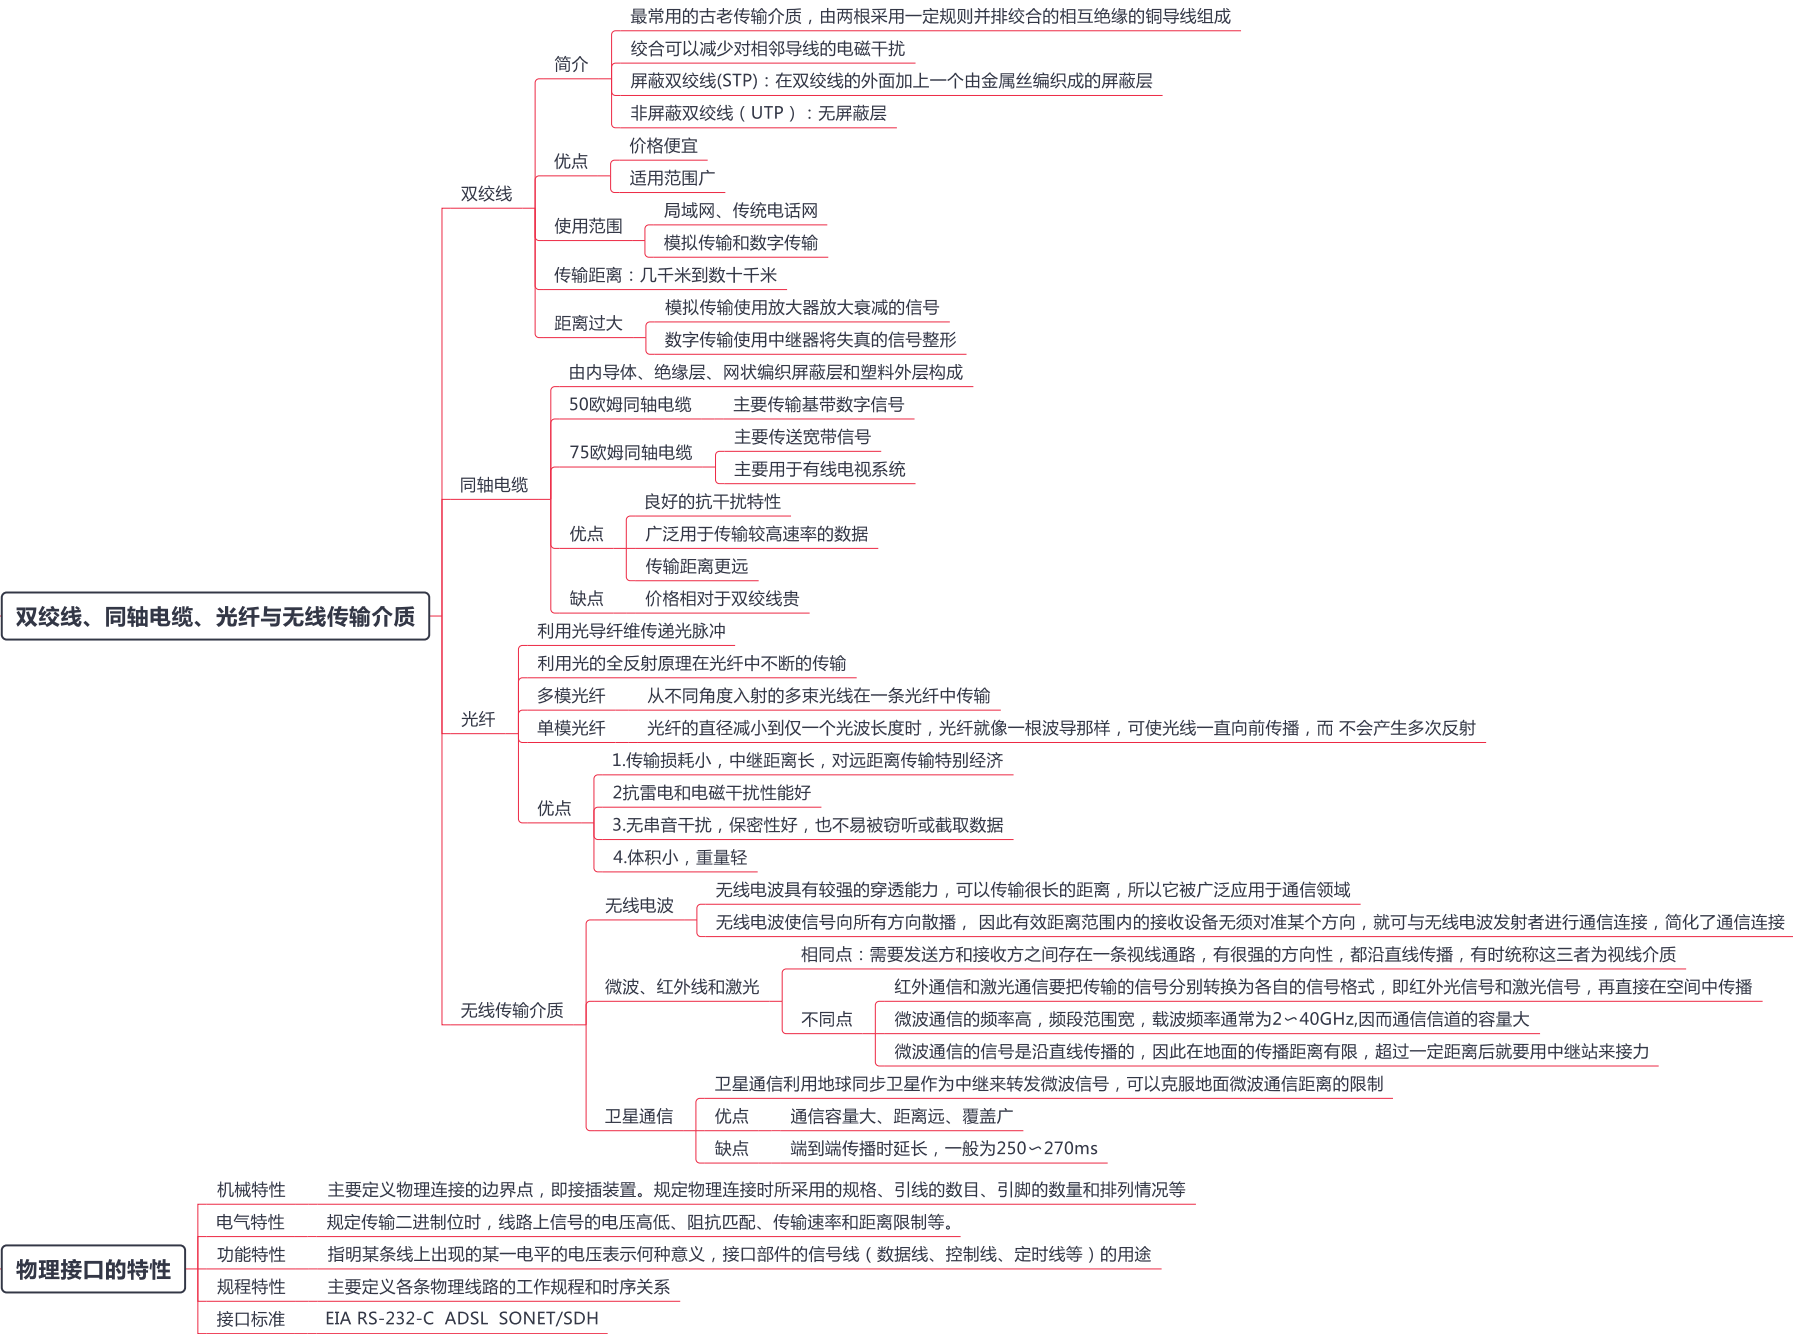 双绞线、同轴电缆、光纤与无线传输介质
双绞线
简介
最常用的古老传输介质，由两根采用一定规则并排绞合的相互绝缘的铜导线组成
绞合可以减少对相邻导线的电磁干扰
屏蔽双绞线(STP)：在双绞线的外面加上一个由金属丝编织成的屏蔽层
非屏蔽双绞线（UTP）：无屏蔽层
优点
价格便宜
适用范围广
使用范围
局域网、传统电话网
模拟传输和数字传输
传输距离：几千米到数十千米
距离过大
模拟传输使用放大器放大衰减的信号
数字传输使用中继器将失真的信号整形
同轴电缆
由内导体、绝缘层、网状编织屏蔽层和塑料外层构成
50欧姆同轴电缆 主要传输基带数字信号
75欧姆同轴电缆
主要传送宽带信号
主要用于有线电视系统
优点
良好的抗干扰特性
广泛用于传输较高速率的数据
传输距离更远
缺点 价格相对于双绞线贵
光纤
利用光导纤维传递光脉冲
利用光的全反射原理在光纤中不断的传输
多模光纤 从不同角度入射的多束光线在一条光纤中传输
单模光纤 光纤的直径减小到仅一个光波长度时，光纤就像一根波导那样，可使光线一直向前传播，而 不会产生多次反射
优点
1.传输损耗小，中继距离长，对远距离传输特别经济
2抗雷电和电磁干扰性能好
3.无串音干扰，保密性好，也不易被窃听或截取数据
4.体积小，重量轻
无线传输介质
无线电波
无线电波具有较强的穿透能力，可以传输很长的距离，所以它被广泛应用于通信领域
无线电波使信号向所有方向散播， 因此有效距离范围内的接收设备无须对准某个方向，就可与无线电波发射者进行通信连接，简化了通信连接
微波、红外线和激光
相同点：需要发送方和接收方之间存在一条视线通路，有很强的方向性，都沿直线传播，有时统称这三者为视线介质
不同点
红外通信和激光通信要把传输的信号分别转换为各自的信号格式，即红外光信号和激光信号，再直接在空间中传播
微波通信的频率高，频段范围宽，载波频率通常为2〜40GHz,因而通信信道的容量大
微波通信的信号是沿直线传播的，因此在地面的传播距离有限，超过一定距离后就要用中继站来接力
卫星通信
卫星通信利用地球同步卫星作为中继来转发微波信号，可以克服地面微波通信距离的限制
优点 通信容量大、距离远、覆盖广
缺点 端到端传播时延长，一般为250〜270ms
物理接口的特性
机械特性 主要定义物理连接的边界点，即接插装置。规定物理连接时所采用的规格、引线的数目、引脚的数量和排列情况等
电气特性 规定传输二进制位时，线路上信号的电压高低、阻抗匹配、传输速率和距离限制等。
功能特性 指明某条线上出现的某一电平的电压表示何种意义，接口部件的信号线（数据线、控制线、定时线等）的用途
规程特性 主要定义各条物理线路的工作规程和时序关系
接口标准 EIA RS-232-C ADSL SONET/SDH